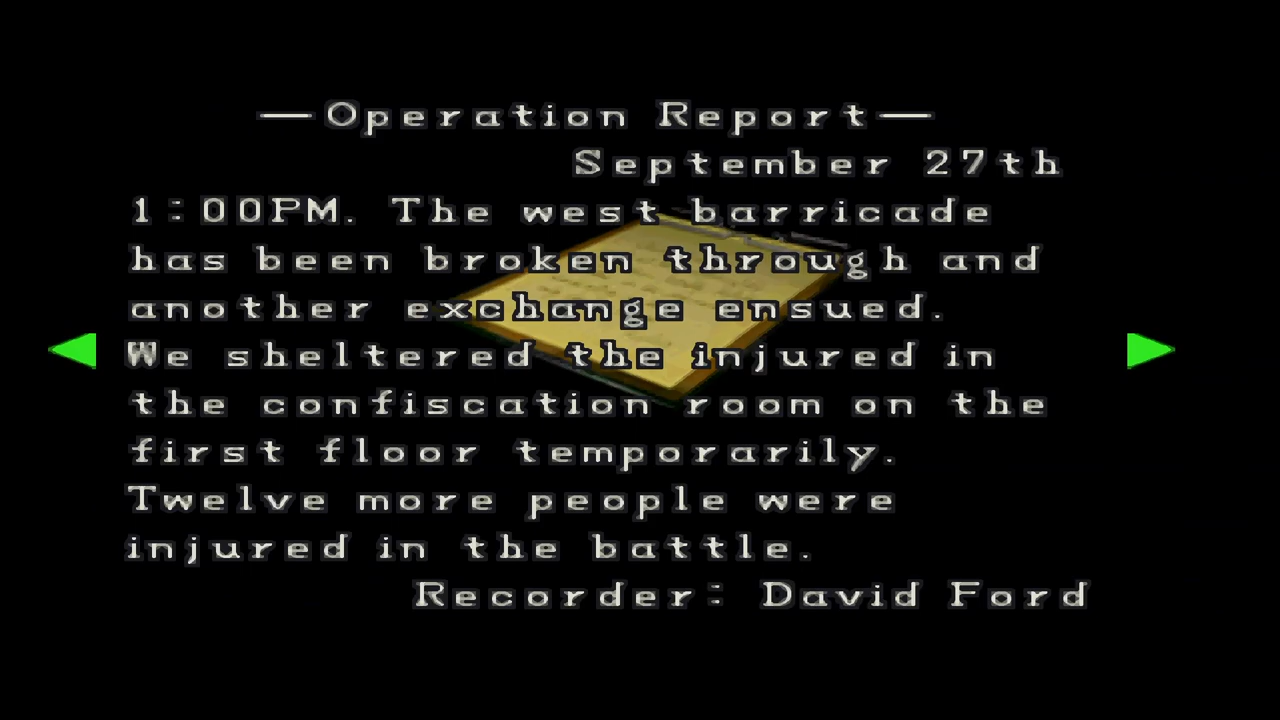 —Operation Report—
September 27th
1:00PM. The west barricade
has been broken through and
another exchange ensued.
We sheltered the injured in
the confiscation room on the
first floor temporarily.
Twelve more people were
injured in the battle.
Recorder: David Ford